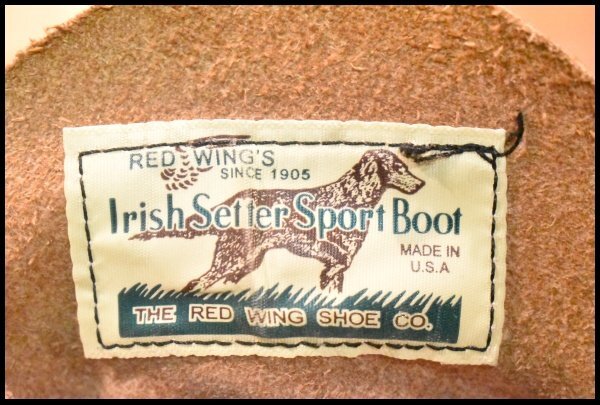 RED WING'S
SINCE 1905
Irish Setter Sport Boot
MADE IN
U.S.A
THE RED WING SHOE CO.